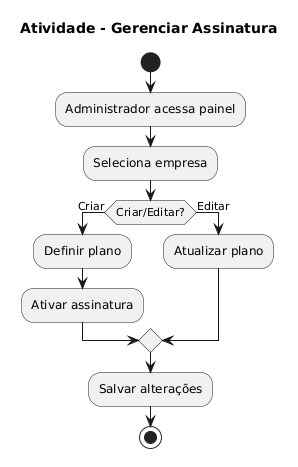 Atividade - Gerenciar Assinatura
Administrador acessa painel
Seleciona empresa
Criar/Editar?
Criar
Editar
Definir plano
Atualizar plano
Ativar assinatura
Salvar alterações